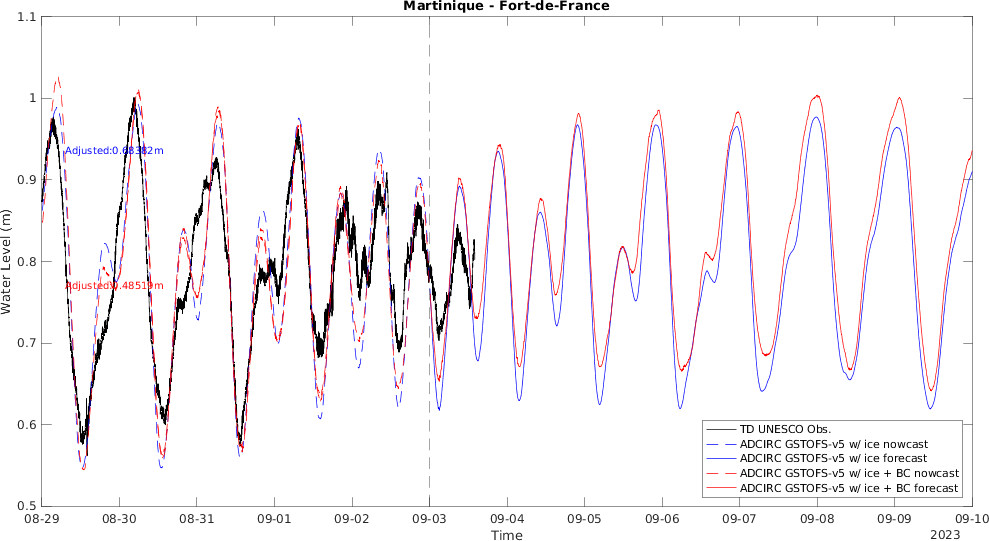 Martinique - Fort-de-France
Water Level (m)
1.1
1
0.9
0.8
0.7
0.6
0.5
Adjusted:0.68382m
Adjusted:0.48519m
TD UNESCO Obs.
ADCIRC GSTOFS-v5 w/ ice nowcast
ADCIRC GSTOFS-v5 w/ ice forecast
ADCIRC GSTOFS-v5 w/ ice + BC nowcast
ADCIRC GSTOFS-v5 w/ ice + BC forecast
08-29 08-30 08-31 09-01 09-02 09-03 09-04 09-05 09-06 09-07 09-08 09-09 09-10
Time
2023